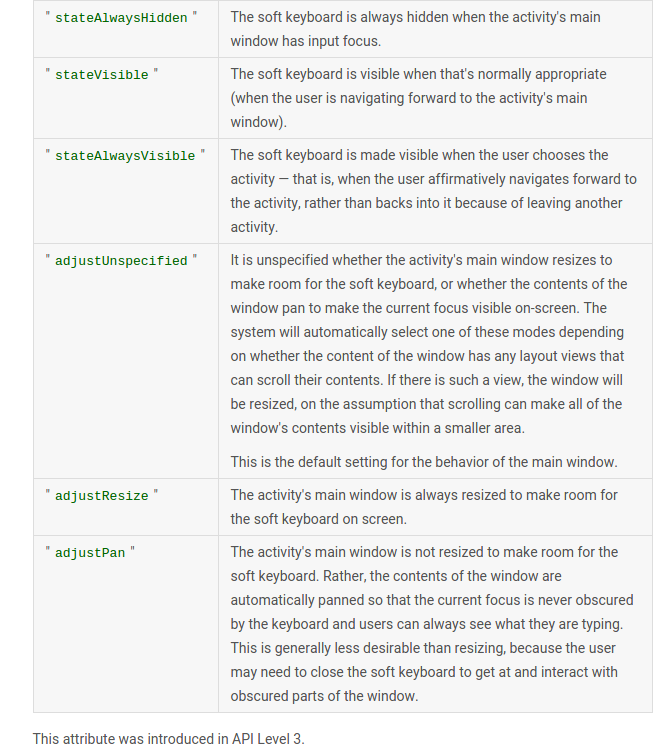 " stateAlwaysHidden "
The soft keyboard is always hidden when the activity's main
window has input focus.
" stateVisible "
The soft keyboard is visible when that's normally appropriate
(when the user is navigating forward to the activity's main
window).
" stateAlwaysVisible "
The soft keyboard is made visible when the user chooses the
activity — that is, when the user affirmatively navigates forward to
the activity, rather than backs into it because of leaving another
activity.
" adjustUnspecified "
It is unspecified whether the activity's main window resizes to
make room for the soft keyboard, or whether the contents of the
window pan to make the current focus visible on-screen. The
system will automatically select one of these modes depending
on whether the content of the window has any layout views that
can scroll their contents. If there is such a view, the window will
be resized, on the assumption that scrolling can make all of the
window's contents visible within a smaller area.
This is the default setting for the behavior of the main window.
" adjustResize "
The activity's main window is always resized to make room for
the soft keyboard on screen.
" adjustPan "
The activity's main window is not resized to make room for the
soft keyboard. Rather, the contents of the window are
automatically panned so that the current focus is never obscured
by the keyboard and users can always see what they are typing.
This is generally less desirable than resizing, because the user
may need to close the soft keyboard to get at and interact with
obscured parts of the window.
This attribute was introduced in API Level 3.